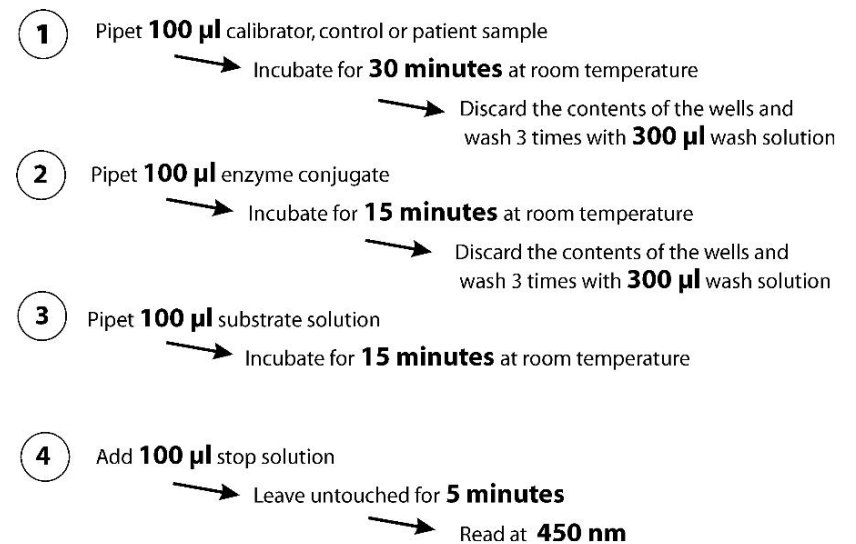 1 Pipet 100 µl calibrator, control or patient sample
Incubate for 30 minutes at room temperature
Discard the contents of the wells and
wash 3 times with 300 µl wash solution
2 Pipet 100 µl enzyme conjugate
Incubate for 15 minutes at room temperature
Discard the contents of the wells and
wash 3 times with 300 µl wash solution
3 Pipet 100 µl substrate solution
Incubate for 15 minutes at room temperature
4 Add 100 µl stop solution
Leave untouched for 5 minutes
Read at 450 nm